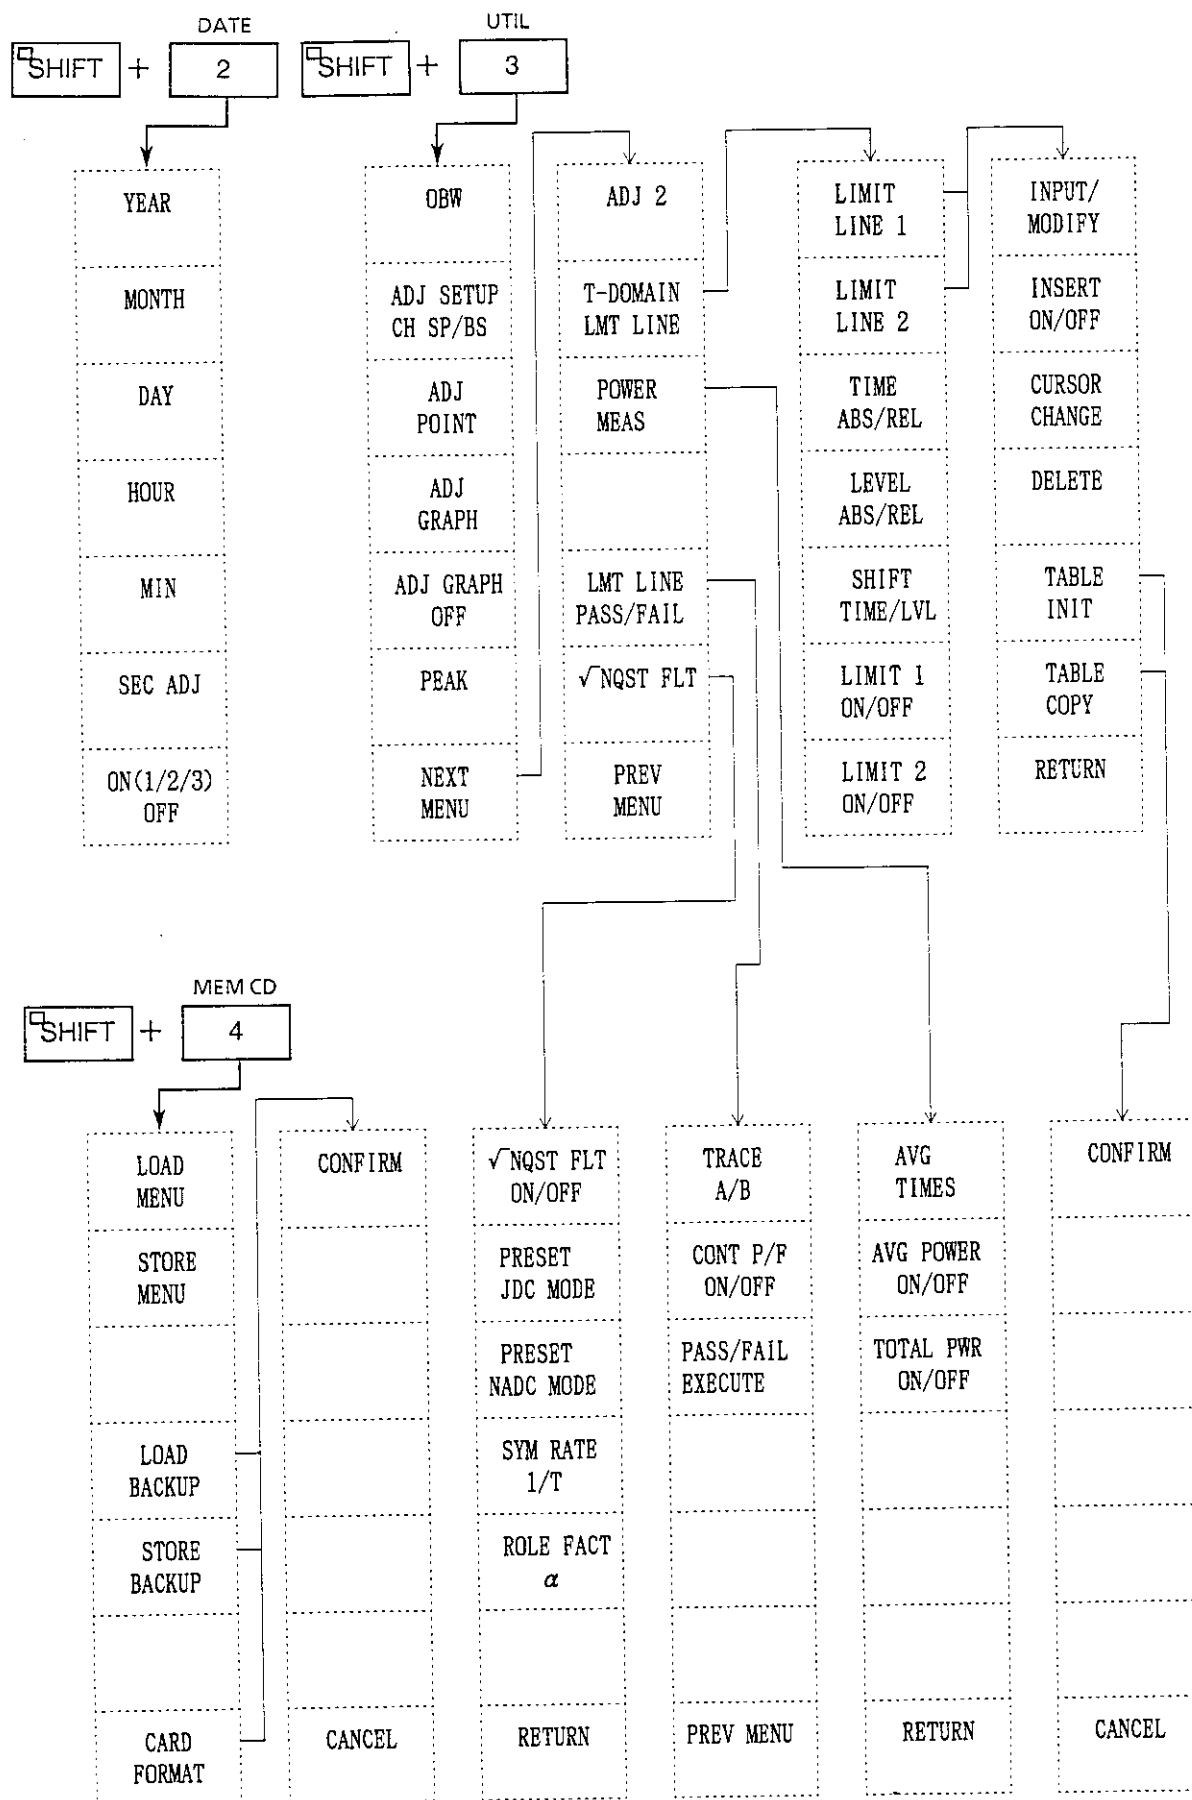 DATE
SHIFT + 2
UTIL
SHIFT + 3
YEAR
MONTH
DAY
HOUR
MIN
SEC ADJ
ON(1/2/3)
OFF
OBW
ADJ SETUP
CH SP/BS
ADJ
POINT
ADJ
GRAPH
ADJ GRAPH
OFF
PEAK
NEXT
MENU
ADJ 2
T-DOMAIN
LMT LINE
POWER
MEAS
LMT LINE
PASS/FAIL
√NQST FLT
PREV
MENU
LIMIT
LINE 1
LIMIT
LINE 2
TIME
ABS/REL
LEVEL
ABS/REL
SHIFT
TIME/LVL
LIMIT 1
ON/OFF
LIMIT 2
ON/OFF
INPUT/
MODIFY
INSERT
ON/OFF
CURSOR
CHANGE
DELETE
TABLE
INIT
TABLE
COPY
RETURN
MEM CD
SHIFT + 4
LOAD
MENU
STORE
MENU
LOAD
BACKUP
STORE
BACKUP
CARD
FORMAT
CONFIRM
CANCEL
√NQST FLT
ON/OFF
PRESET
JDC MODE
PRESET
NADC MODE
SYM RATE
1/T
ROLE FACT
α
RETURN
TRACE
A/B
CONT P/F
ON/OFF
PASS/FAIL
EXECUTE
PREV MENU
AVG
TIMES
AVG POWER
ON/OFF
TOTAL PWR
ON/OFF
RETURN
CONFIRM
CANCEL